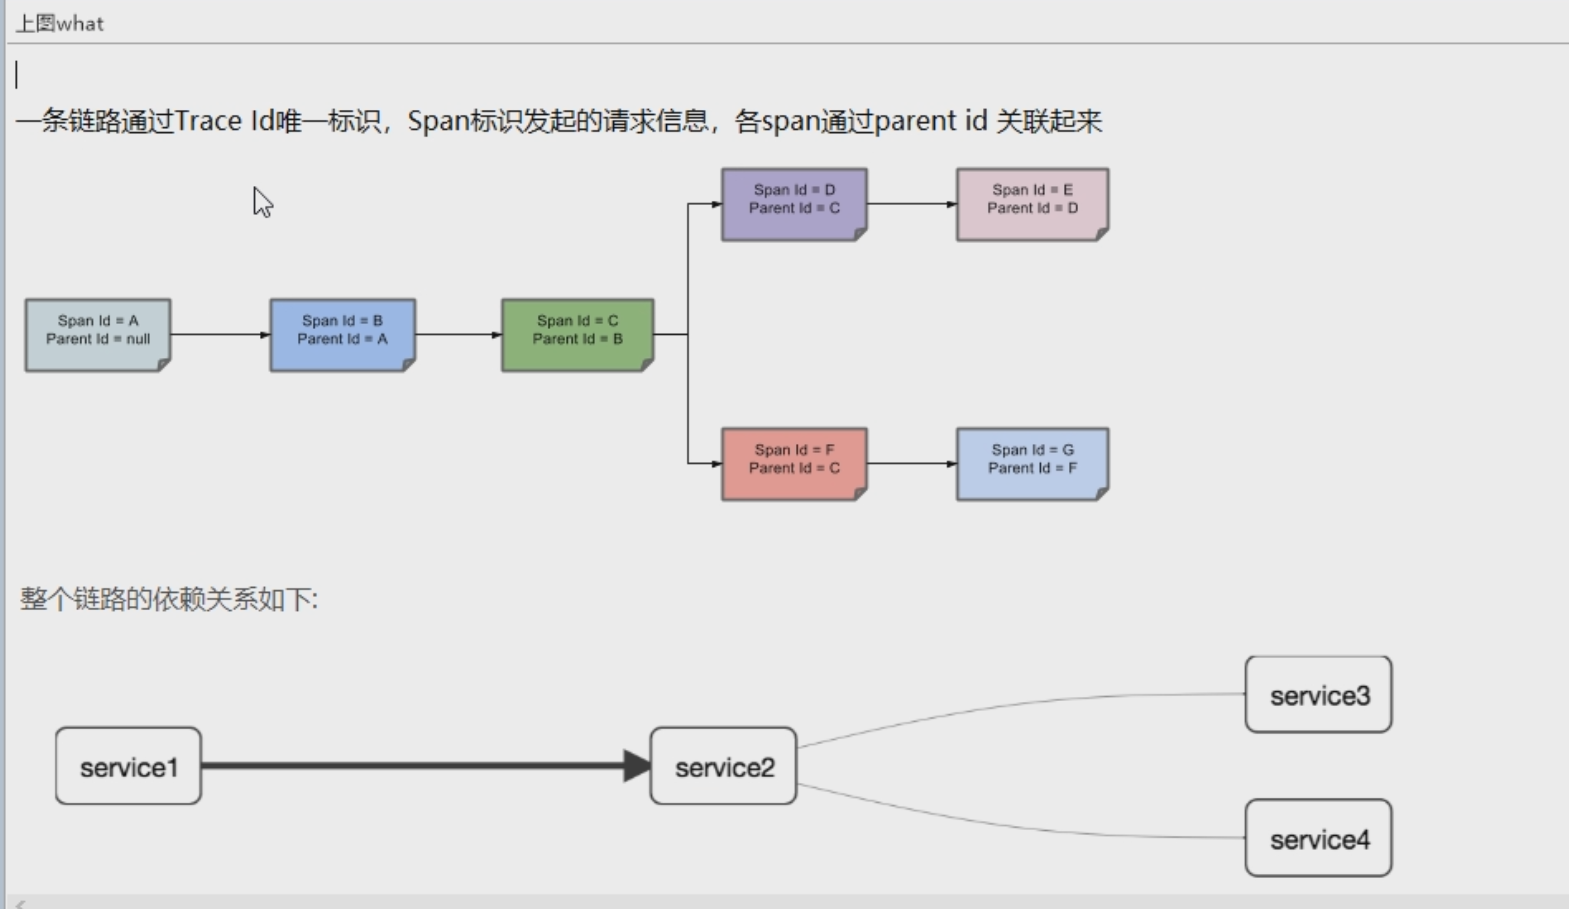 上图what
一条链路通过Trace Id唯一标识，Span标识发起的请求信息，各span通过parent id 关联起来
Span Id = D
Parent Id = C
Span Id = E
Parent Id = D
Span Id = A
Parent Id = null
Span Id = B
Parent Id = A
Span Id = C
Parent Id = B
Span Id = F
Parent Id = C
Span Id = G
Parent Id = F
整个链路的依赖关系如下:
service3
service1
service2
service4